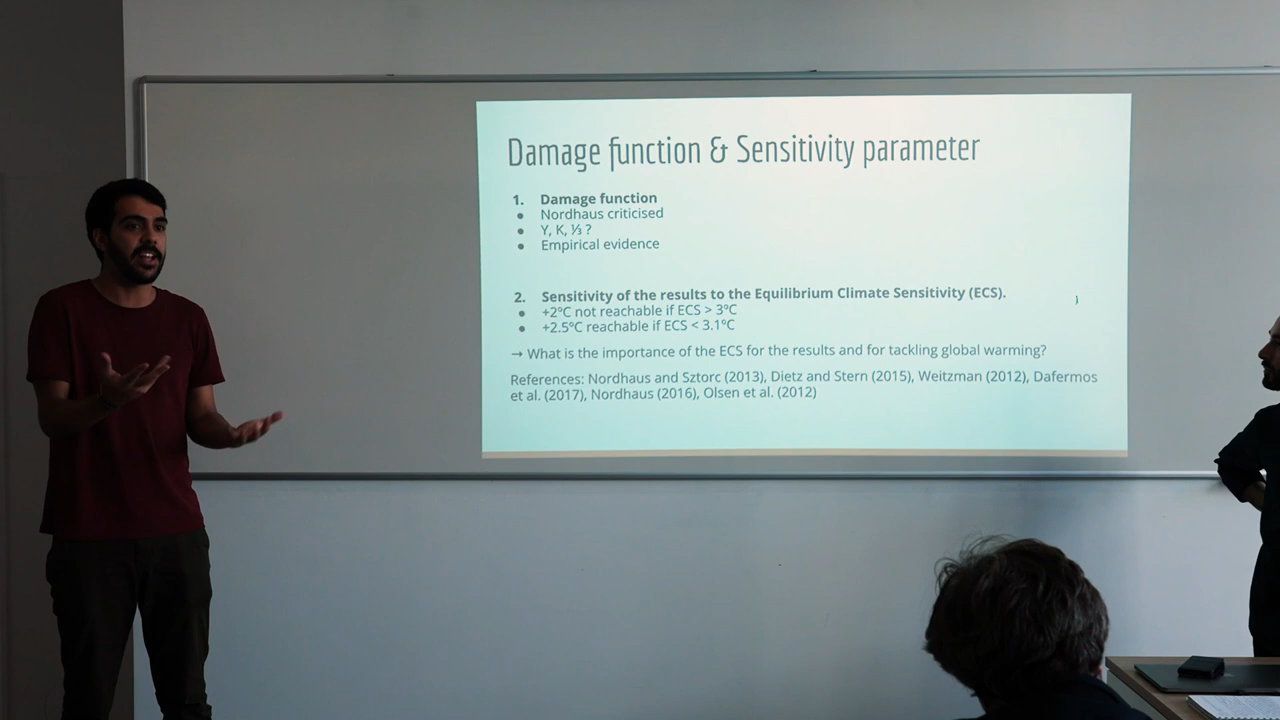 Damage function & Sensitivity parameter
1. Damage function
● Nordhaus criticised
● Y, K, ⅓ ?
● Empirical evidence
2. Sensitivity of the results to the Equilibrium Climate Sensitivity (ECS).
● +2°C not reachable if ECS > 3°C
● +2.5°C reachable if ECS < 3.1°C
→ What is the importance of the ECS for the results and for tackling global warming?
References: Nordhaus and Sztorc (2013), Dietz and Stern (2015), Weitzman (2012), Dafermos
et al. (2017), Nordhaus (2016), Olsen et al. (2012)